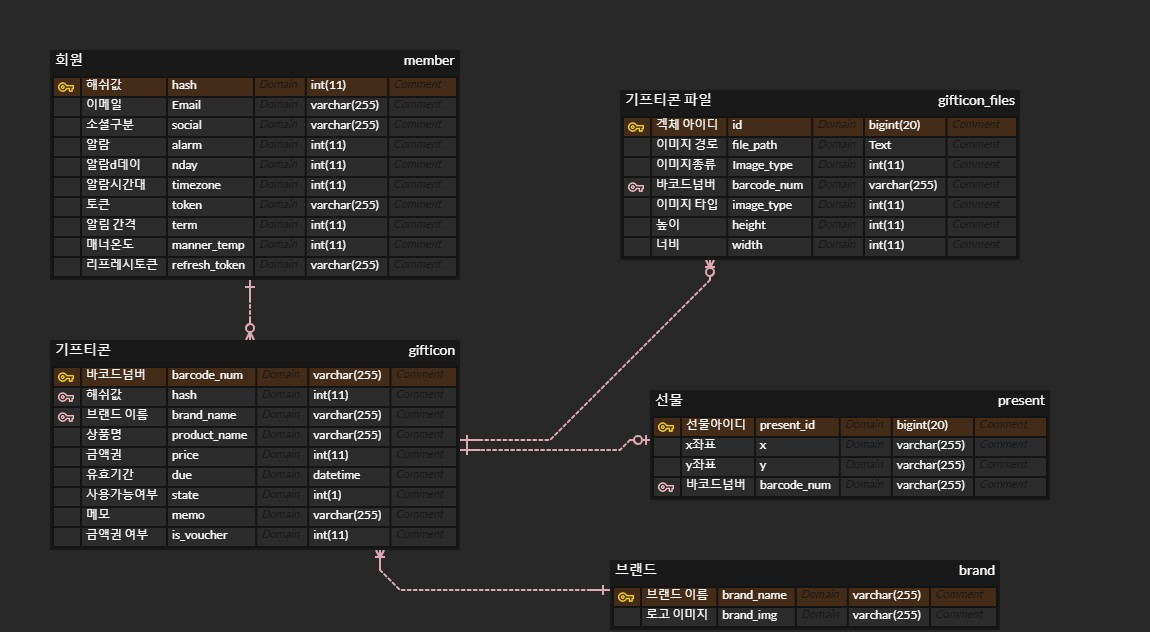 회원 member
해쉬값 hash Domain int(11) Comment
이메일 Email Domain varchar(255) Comment
소셜구분 social Domain varchar(255) Comment
알람 alarm Domain int(11) Comment
알람d데이 nday Domain int(11) Comment
알람시간대 timezone Domain int(11) Comment
토큰 token Domain varchar(255) Comment
알림 간격 term Domain int(11) Comment
매너온도 manner_temp Domain int(11) Comment
리프레시토큰 refresh_token Domain varchar(255) Comment
기프티콘 파일 gifticon_files
객체 아이디 id Domain bigint(20) Comment
이미지 경로 file_path Domain Text Comment
이미지종류 Image_type Domain int(11) Comment
바코드넘버 barcode_num Domain varchar(255) Comment
이미지 타입 image_type Domain int(11) Comment
높이 height Domain int(11) Comment
너비 width Domain int(11) Comment
기프티콘 gifticon
바코드넘버 barcode_num Domain varchar(255) Comment
해쉬값 hash Domain int(11) Comment
브랜드 이름 brand_name Domain varchar(255) Comment
상품명 product_name Domain varchar(255) Comment
금액권 price Domain int(11) Comment
유효기간 due Domain datetime Comment
사용가능여부 state Domain int(1) Comment
메모 memo Domain varchar(255) Comment
금액권 여부 is_voucher Domain int(11) Comment
선물 present
선물아이디 present_id Domain bigint(20) Comment
x좌표 x Domain varchar(255) Comment
y좌표 y Domain varchar(255) Comment
바코드넘버 barcode_num Domain varchar(255) Comment
브랜드 brand
브랜드 이름 brand_name Domain varchar(255) Comment
로고 이미지 brand_img Domain varchar(255) Comment